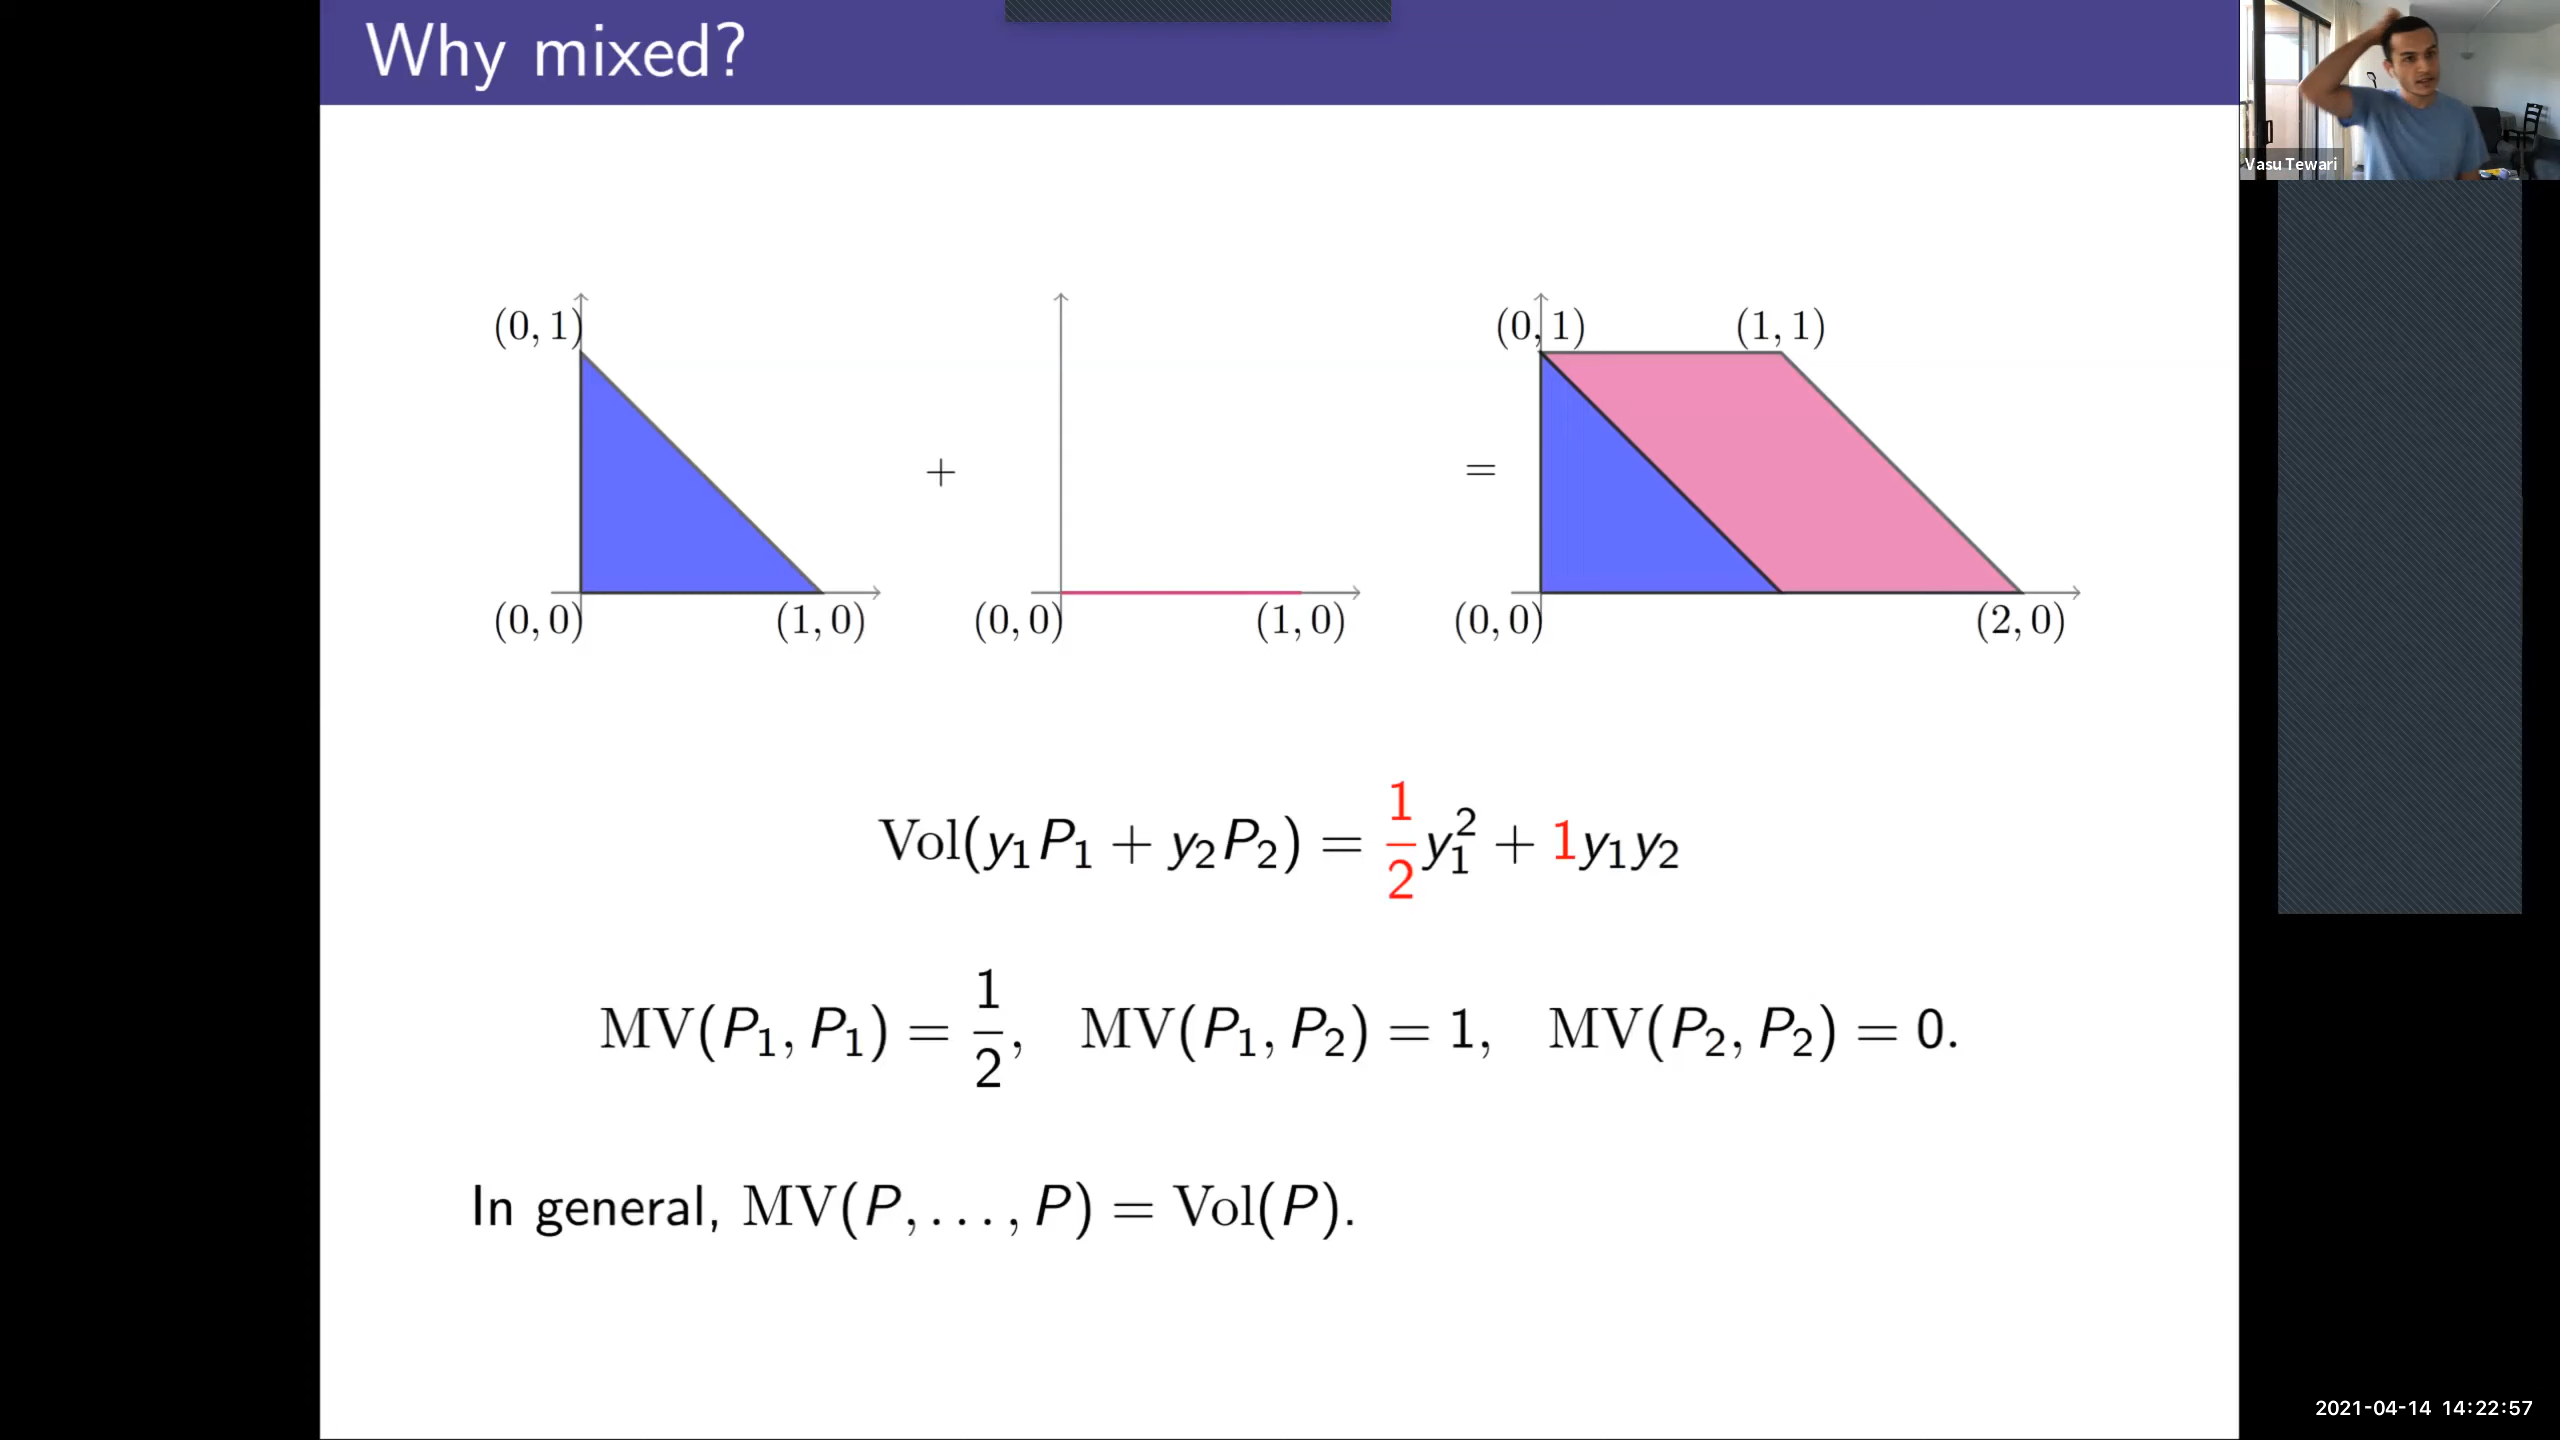 Why mixed?
Vasu Tewari
(0, 1)
(0, 0)
(1, 0)
+
(0, 0)
(1, 0)
=
(0, 1)
(1, 1)
(0, 0)
(2, 0)
Vol(y₁P₁ + y₂P₂) = 1/2 y₁² + 1y₁y₂
MV(P₁, P₁) = 1/2, MV(P₁, P₂) = 1, MV(P₂, P₂) = 0.
In general, MV(P, . . . , P) = Vol(P).
2021-04-14 14:22:57